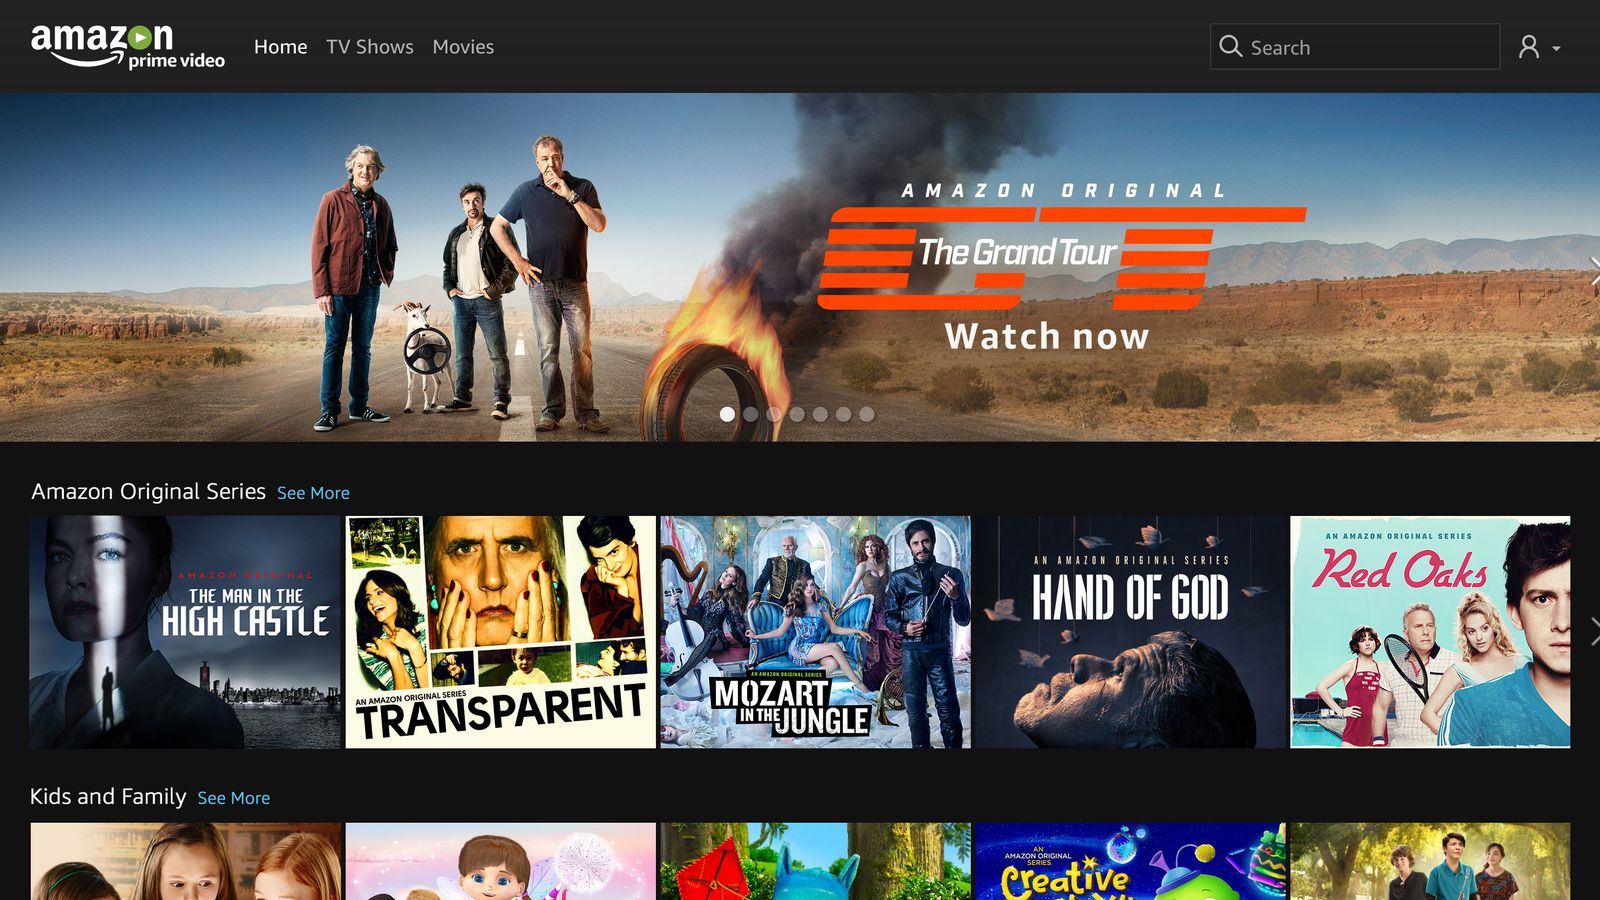 amazon
prime video
Home TV Shows Movies
Search
AMAZON ORIGINAL
The Grand Tour
Watch now
Amazon Original Series See More
AMAZON ORIGINAL
THE MAN IN THE
HIGH CASTLE
AN AMAZON ORIGINAL SERIES
TRANSPARENT
AN AMAZON ORIGINAL SERIES
MOZART
IN THE JUNGLE
AN AMAZON ORIGINAL SERIES
HAND OF GOD
AN AMAZON ORIGINAL SERIES
Red Oaks
Kids and Family See More
AN
AMAZON ORIGINAL
SERIES
Creative